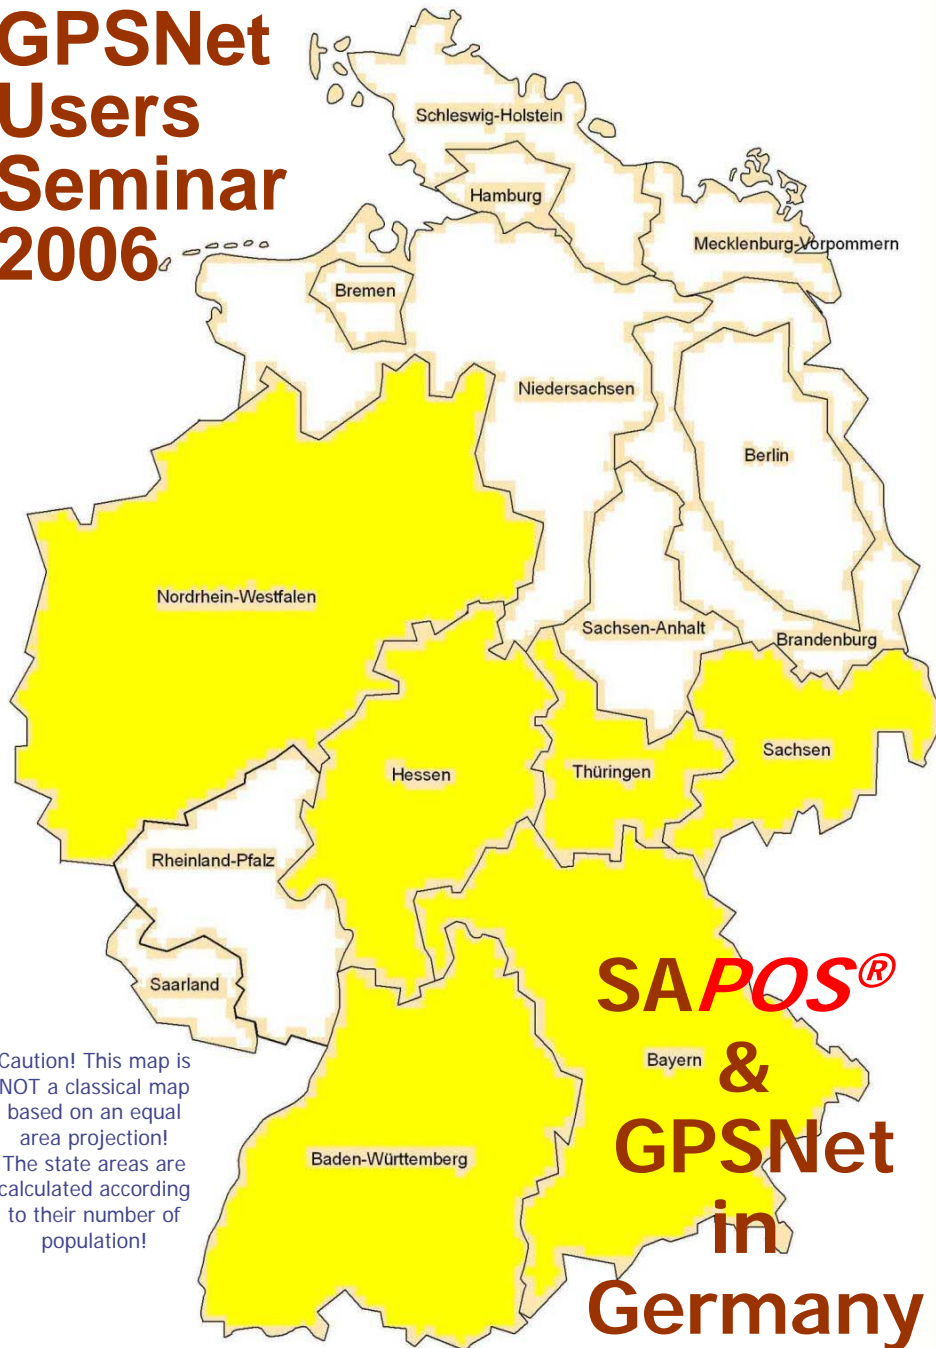 GPSNet
Users
Seminar
2006
Schleswig-Holstein
Hamburg
Mecklenburg-Vorpommern
Bremen
Niedersachsen
Berlin
Nordrhein-Westfalen
Sachsen-Anhalt
Brandenburg
Sachsen
Hessen
Thüringen
Rheinland-Pfalz
Saarland
Bayern
Baden-Württemberg
Caution! This map is
NOT a classical map
based on an equal
area projection!
The state areas are
calculated according
to their number of
population!
SAPOS®
&
GPSNet
in
Germany